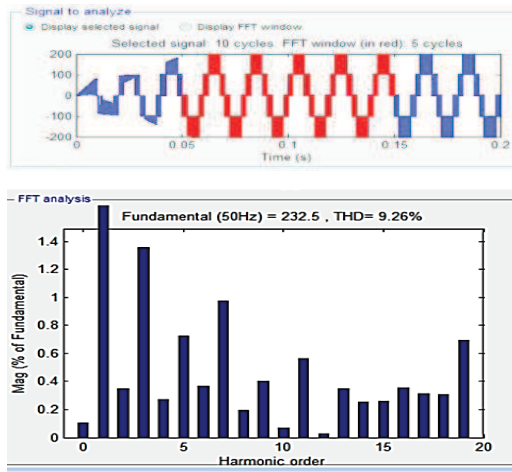 Signal to analyze
Display selected signal Display FFT window
Selected signal: 10 cycles. FFT window (in red): 5 cycles
200
100
0
-100
-200
0 0.05 0.1 0.15 0.2
Time (s)
FFT analysis
Fundamental (50Hz) = 232.5 , THD= 9.26%
Mag (% of Fundamental)
1.4
1.2
1
0.8
0.6
0.4
0.2
0
0 5 10 15 20
Harmonic order